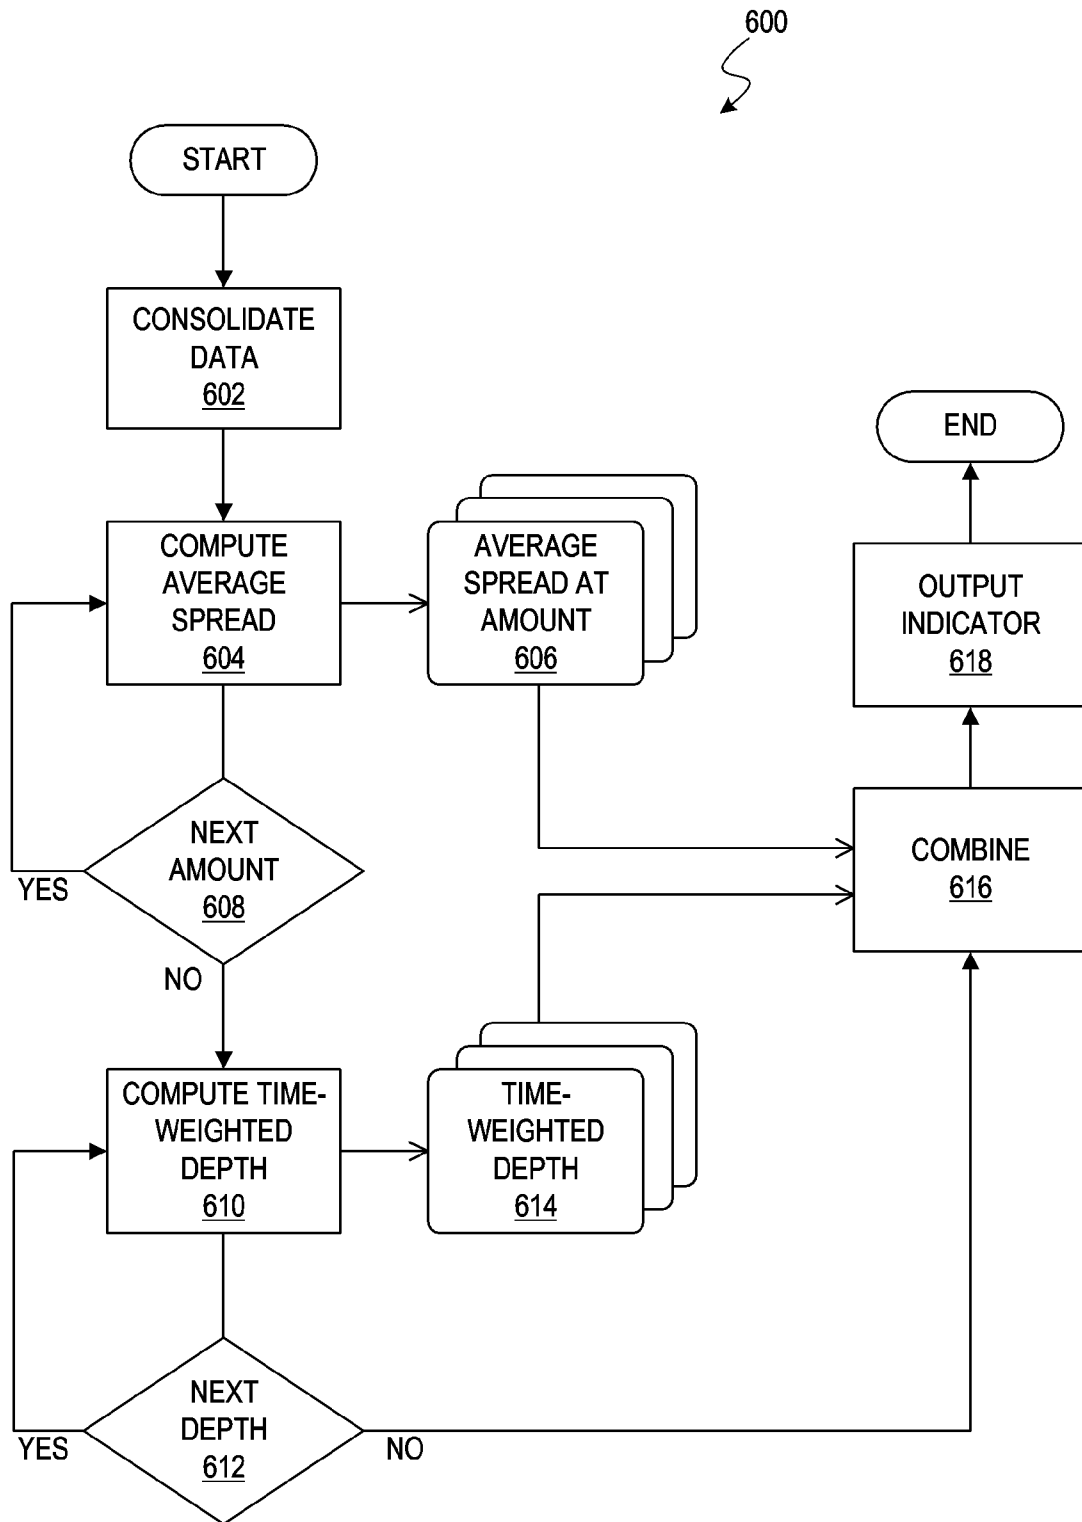 600
START
CONSOLIDATE
DATA
602
COMPUTE
AVERAGE
SPREAD
604
AVERAGE
SPREAD AT
AMOUNT
606
NEXT
AMOUNT
608
YES
NO
COMPUTE TIME-
WEIGHTED
DEPTH
610
TIME-
WEIGHTED
DEPTH
614
NEXT
DEPTH
612
YES
NO
COMBINE
616
OUTPUT
INDICATOR
618
END